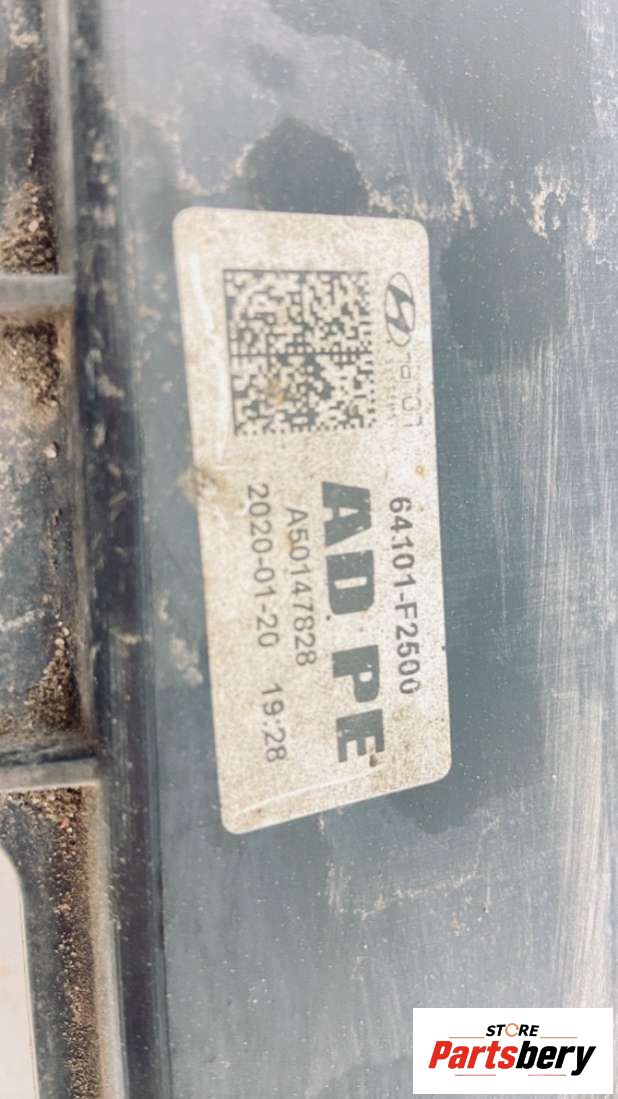 64101-F2500
AD PE
A50147828
2020-01-20 19:28
STORE
Partsbery